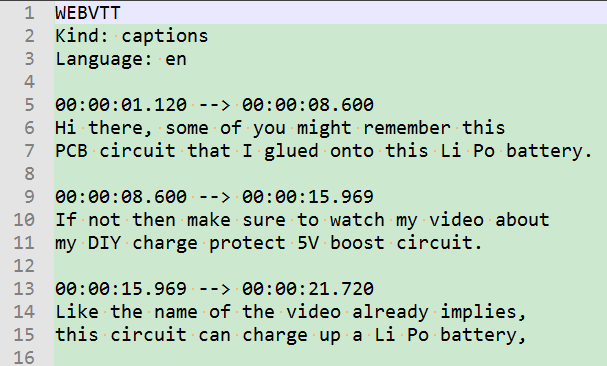 1 WEBVTT
2 Kind: captions
3 Language: en
4
5 00:00:01.120 --> 00:00:08.600
6 Hi there, some of you might remember this
7 PCB circuit that I glued onto this Li Po battery.
8
9 00:00:08.600 --> 00:00:15.969
10 If not then make sure to watch my video about
11 my DIY charge protect 5V boost circuit.
12
13 00:00:15.969 --> 00:00:21.720
14 Like the name of the video already implies,
15 this circuit can charge up a Li Po battery,
16